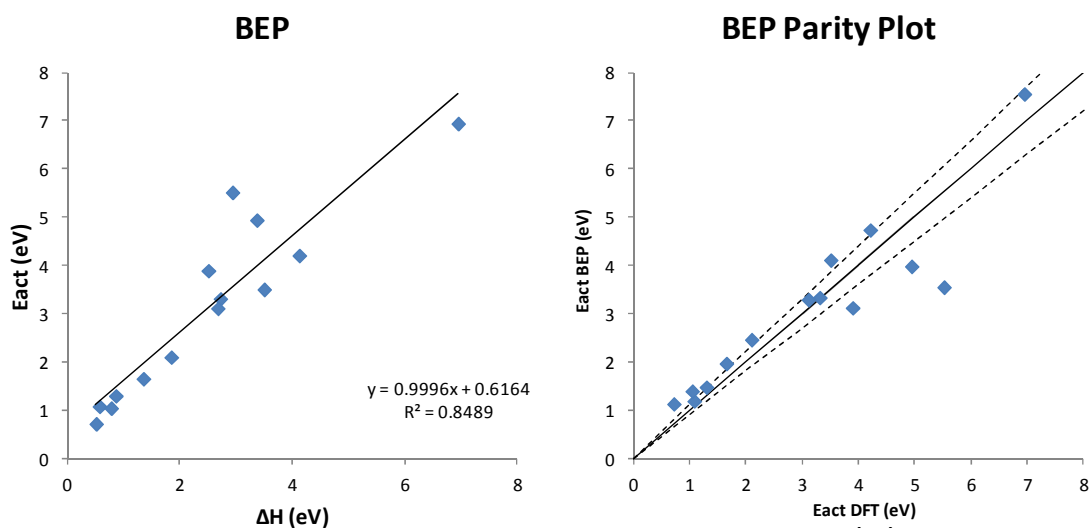 BEP
8
7
6
5
4
3
2
1
0
Eact (eV)
y = 0.9996x + 0.6164
R² = 0.8489
0 2 4 6 8
ΔH (eV)
BEP Parity Plot
8
7
6
5
4
3
2
1
0
Eact BEP (eV)
0 1 2 3 4 5 6 7 8
Eact DFT (eV)